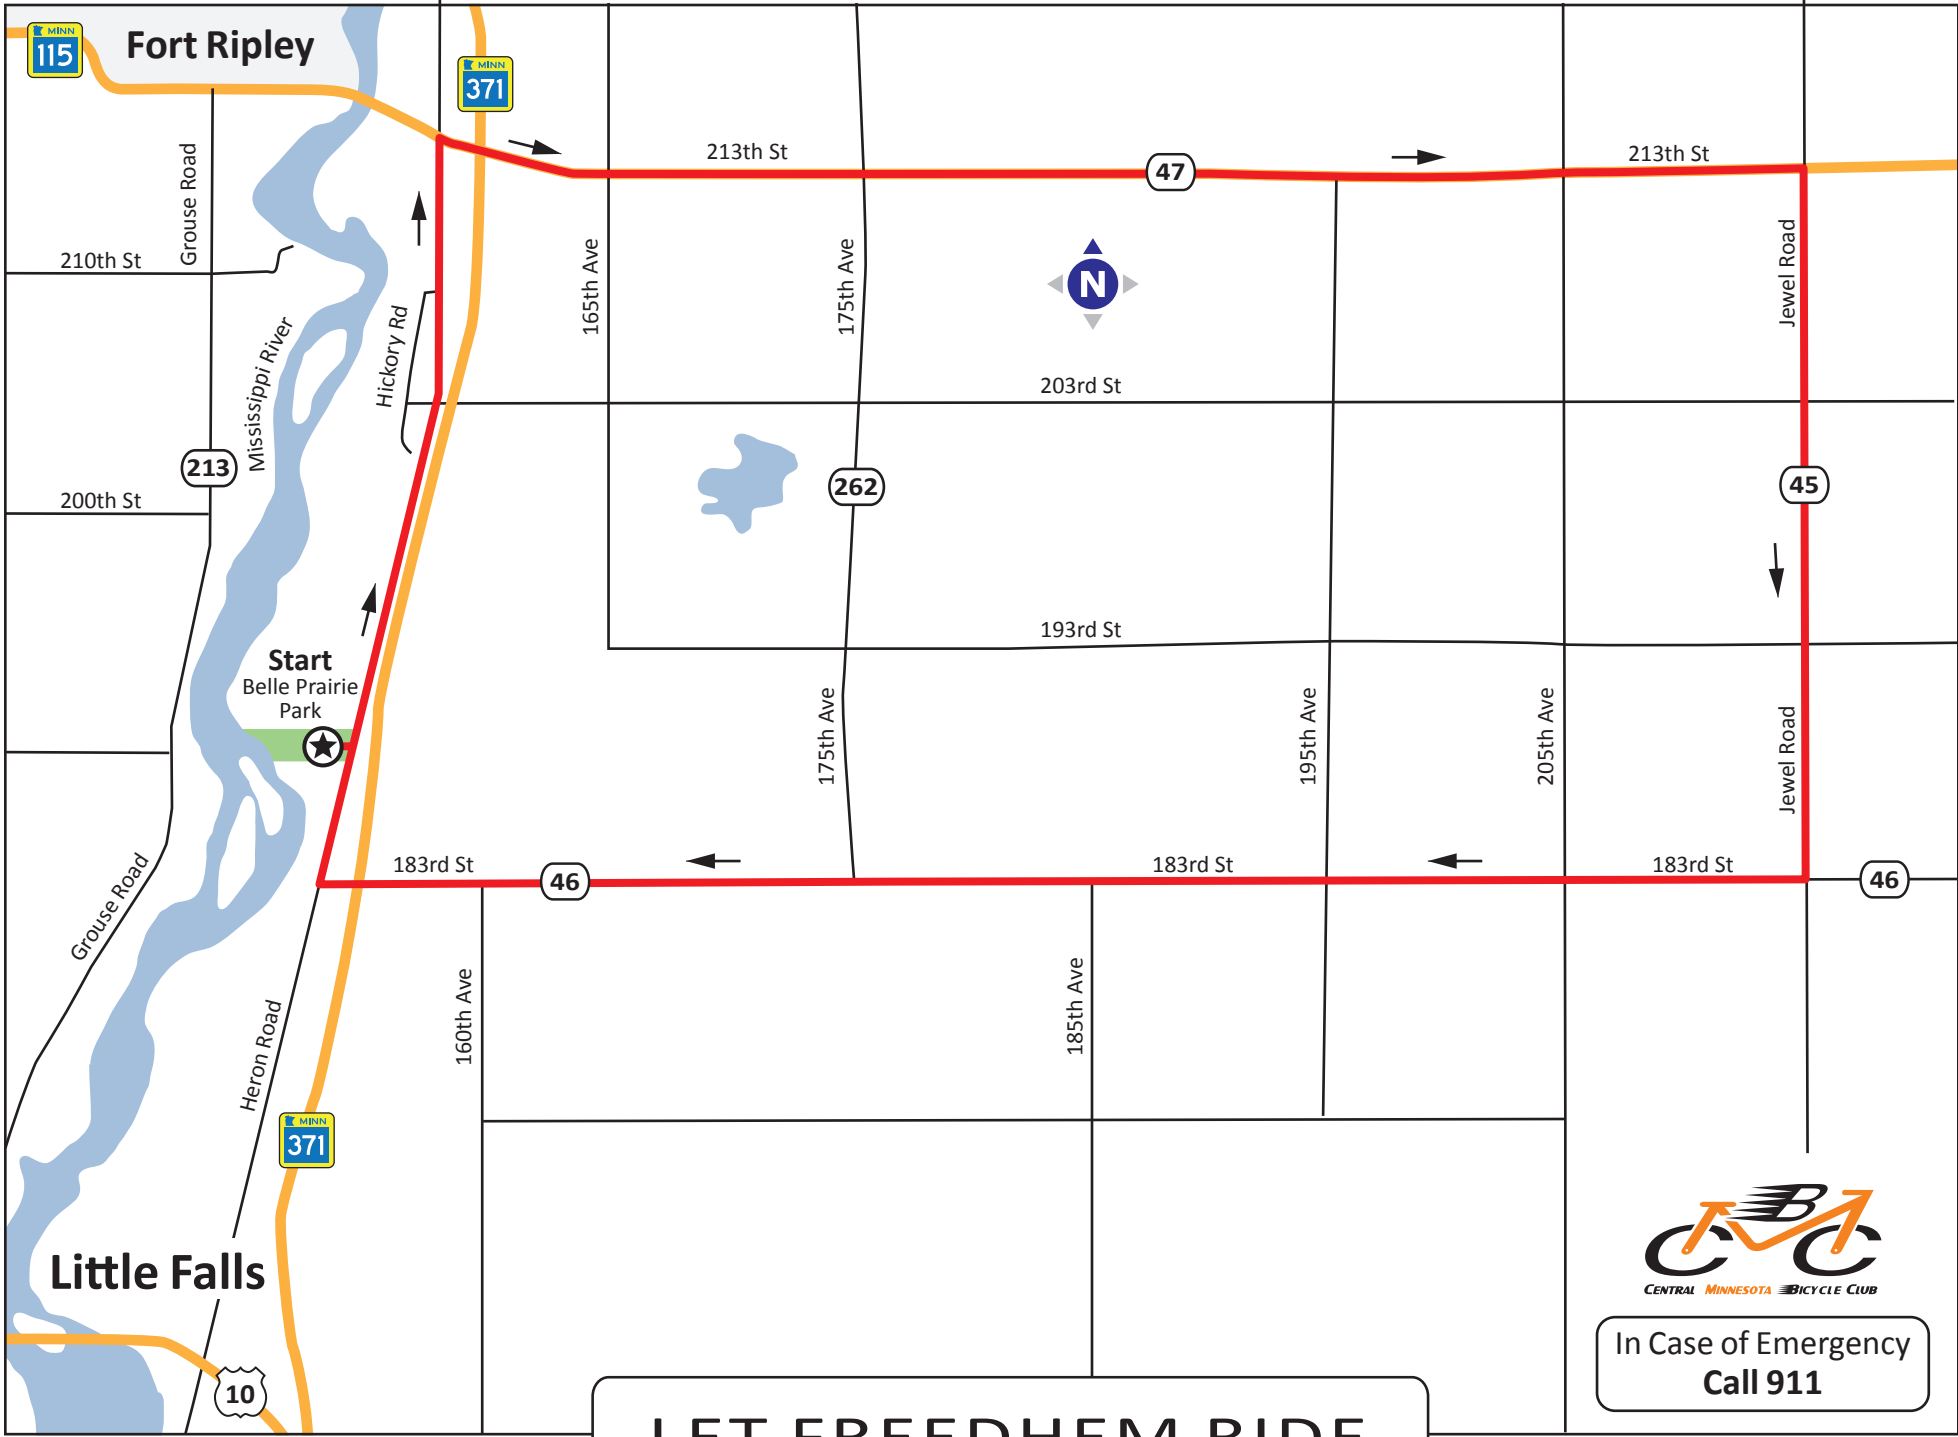 MINN
115
Fort Ripley
MINN
371
213th St
47
213th St
Grouse Road
210th St
Mississippi River
Hickory Rd
165th Ave
175th Ave
N
Jewel Road
203rd St
213
200th St
262
45
193rd St
Start
Belle Prairie
Park
175th Ave
195th Ave
205th Ave
Jewel Road
183rd St
46
183rd St
183rd St
46
Grouse Road
Heron Road
160th Ave
185th Ave
MINN
371
Little Falls
10
CBC
CENTRAL MINNESOTA BICYCLE CLUB
In Case of Emergency
Call 911
LET FREEDHEM RIDE